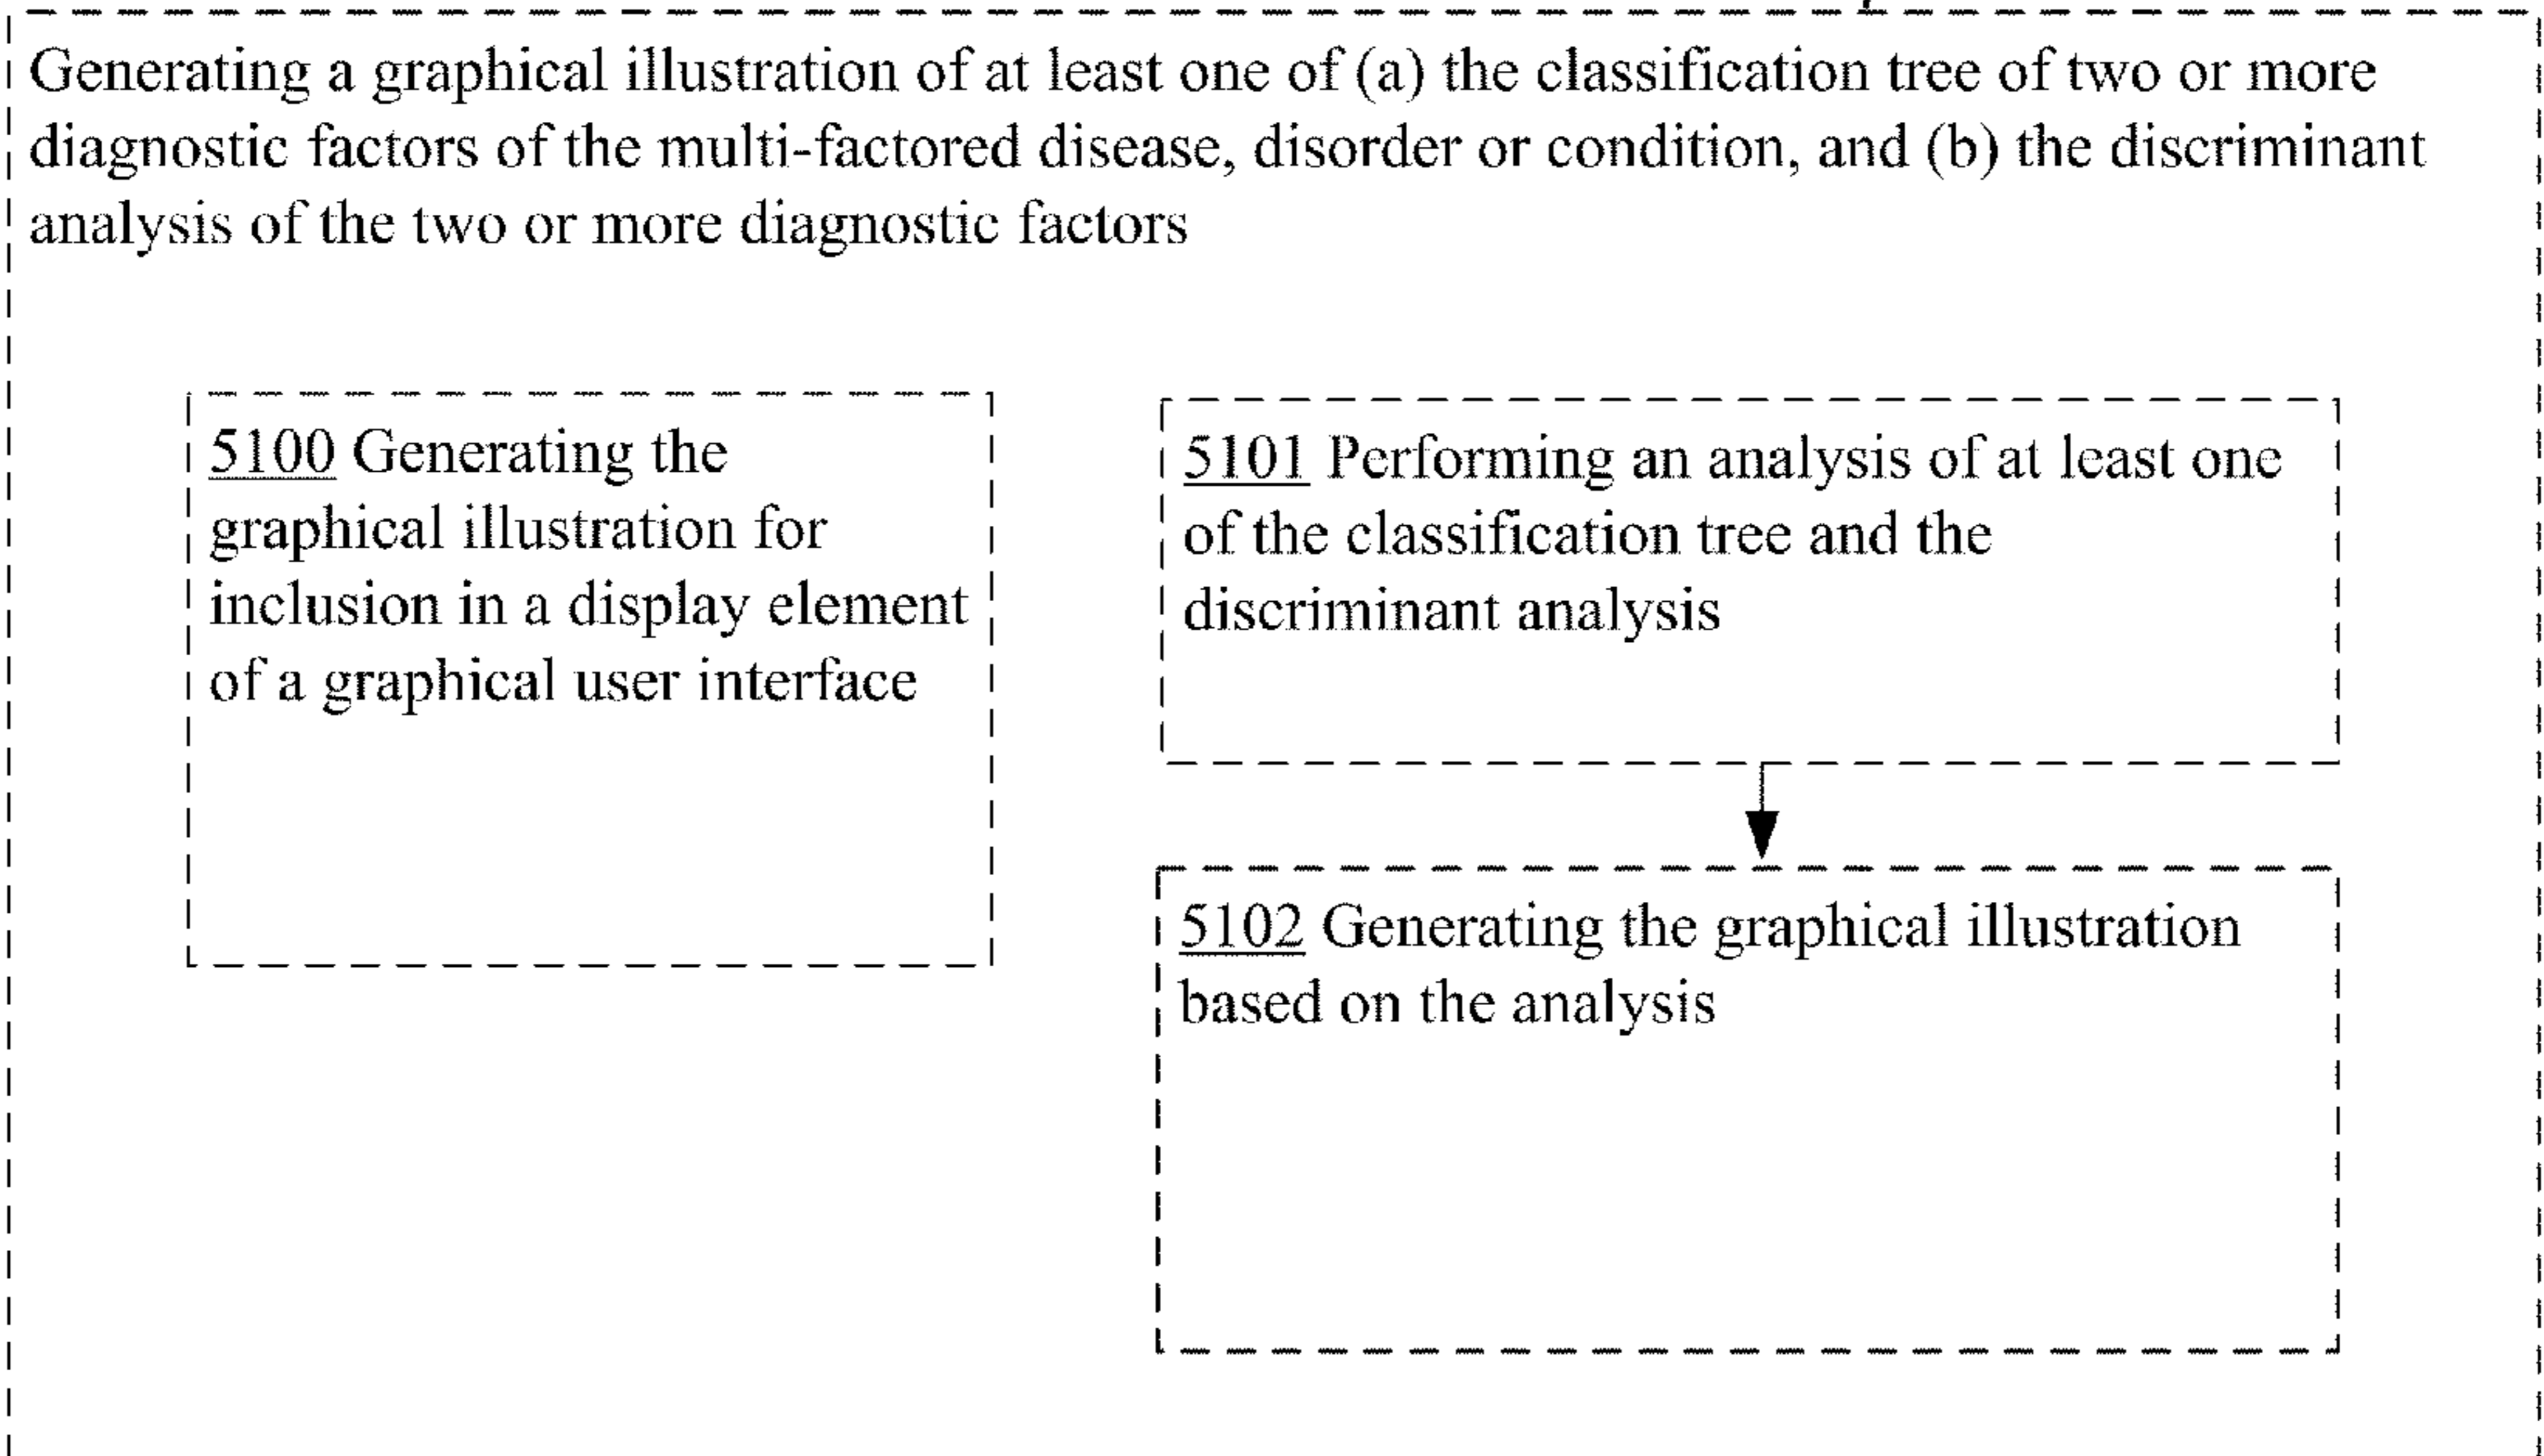 Generating a graphical illustration of at least one of (a) the classification tree of two or more
diagnostic factors of the multi-factored disease, disorder or condition, and (b) the discriminant
analysis of the two or more diagnostic factors
5100 Generating the
graphical illustration for
inclusion in a display element
of a graphical user interface
5101 Performing an analysis of at least one
of the classification tree and the
discriminant analysis
5102 Generating the graphical illustration
based on the analysis